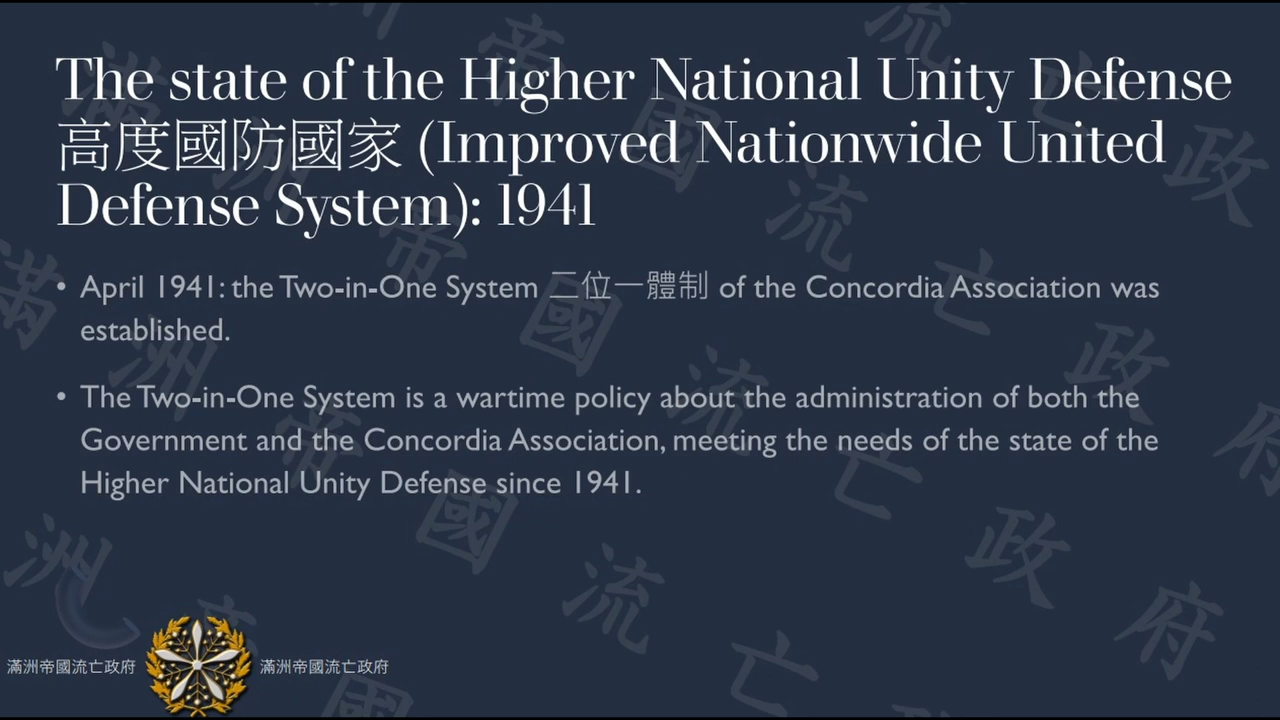 The state of the Higher National Unity Defense
高度國防國家 (Improved Nationwide United
Defense System): 1941
• April 1941: the Two-in-One System 二位一體制 of the Concordia Association was
established.
• The Two-in-One System is a wartime policy about the administration of both the
Government and the Concordia Association, meeting the needs of the state of the
Higher National Unity Defense since 1941.
滿洲帝國流亡政府
滿洲帝國流亡政府